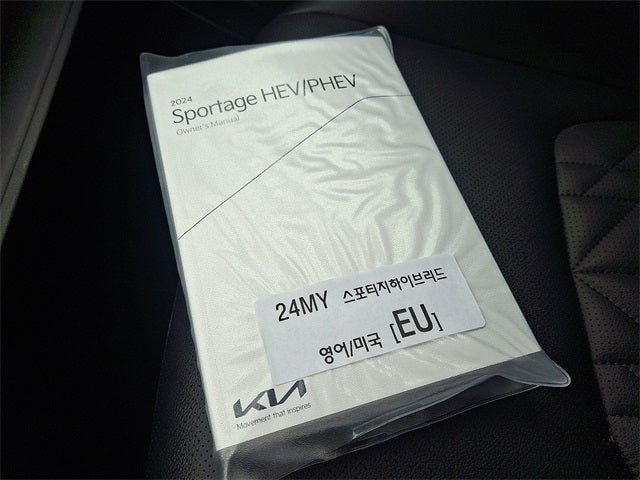 2024
Sportage HEV/PHEV
Owner's Manual
24MY 스포티지하이브리드
영어/미국 [EU]
KIA
Movement that inspires